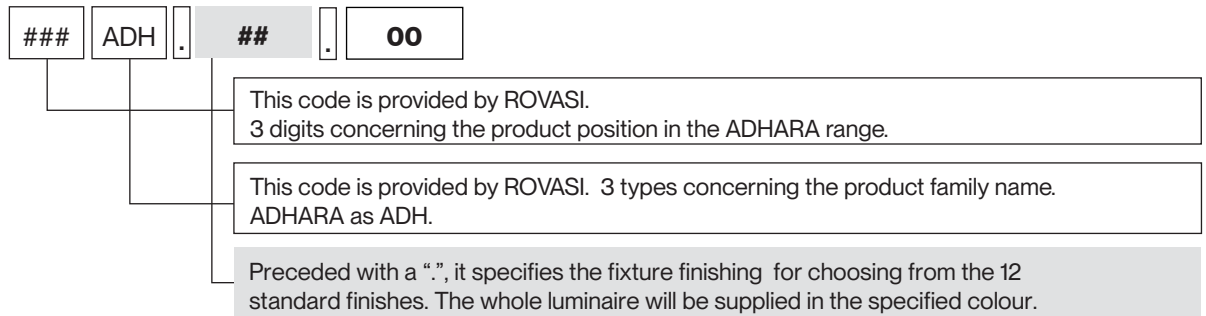 ### ADH . ## . 00
This code is provided by ROVASI.
3 digits concerning the product position in the ADHARA range.
This code is provided by ROVASI. 3 types concerning the product family name.
ADHARA as ADH.
Preceded with a “.”, it specifies the fixture finishing for choosing from the 12
standard finishes. The whole luminaire will be supplied in the specified colour.